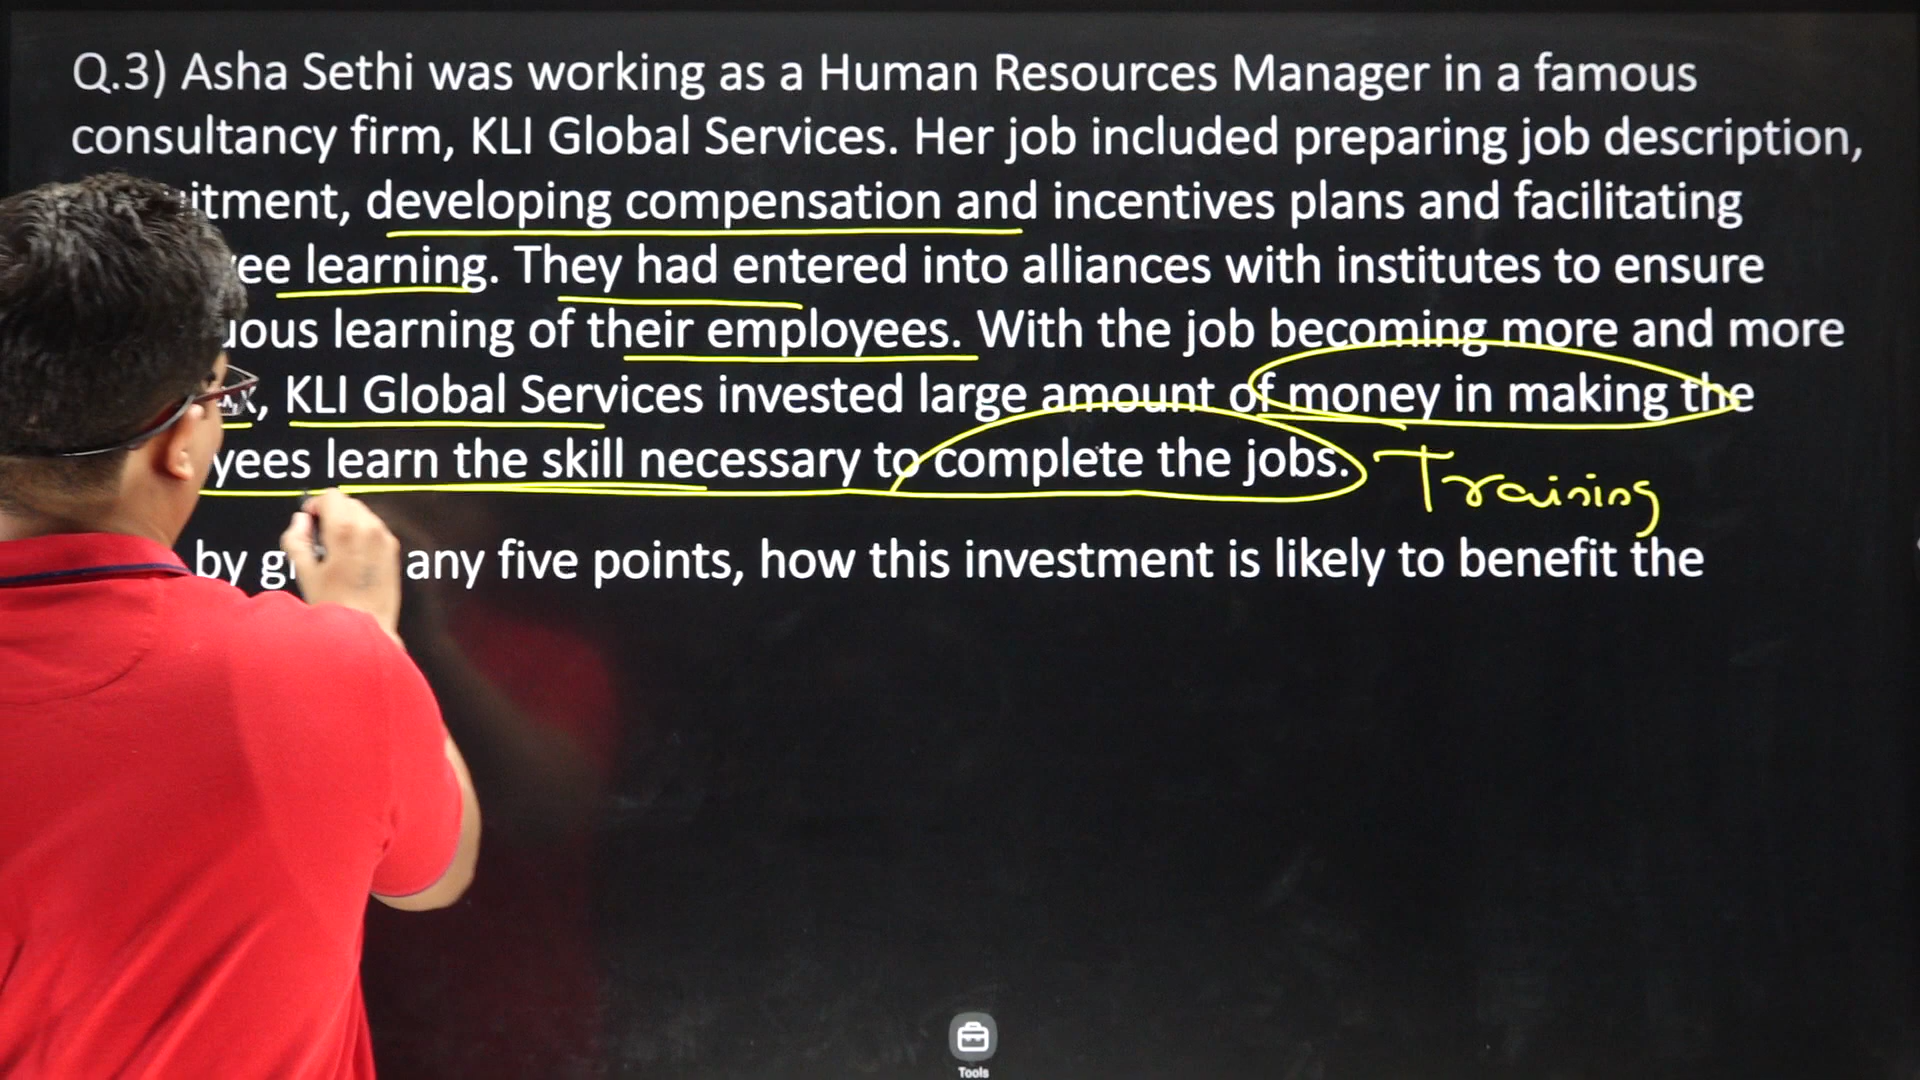 Q.3) Asha Sethi was working as a Human Resources Manager in a famous
consultancy firm, KLI Global Services. Her job included preparing job description,
developing compensation and incentives plans and facilitating
learning. They had entered into alliances with institutes to ensure
learning of their employees. With the job becoming more and more
KLI Global Services invested large amount of money in making the
learn the skill necessary to complete the jobs. Training
by any five points, how this investment is likely to benefit the
Tools